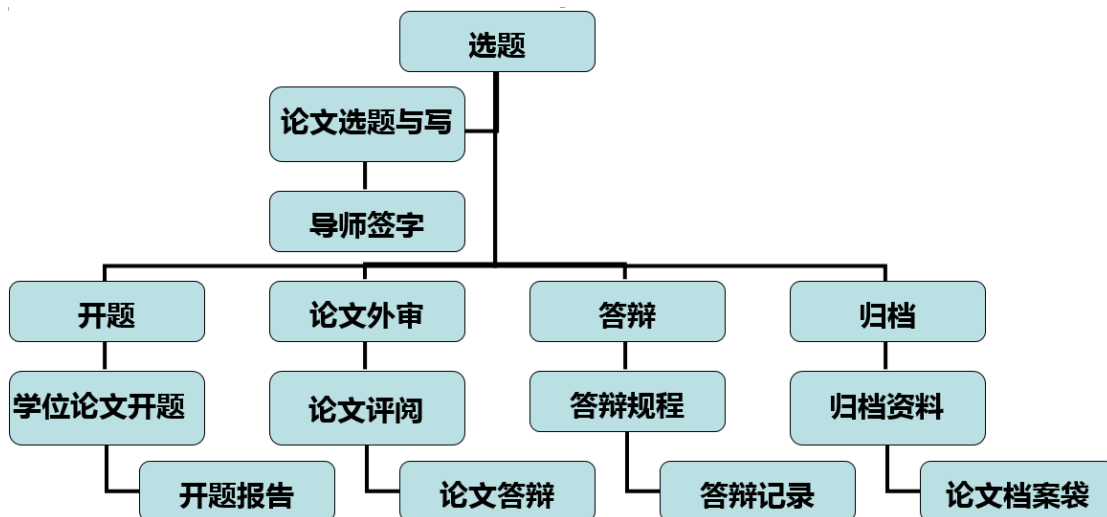 选题
论文选题与写
导师签字
开题
论文外审
答辩
归档
学位论文开题
论文评阅
答辩规程
归档资料
开题报告
论文答辩
答辩记录
论文档案袋